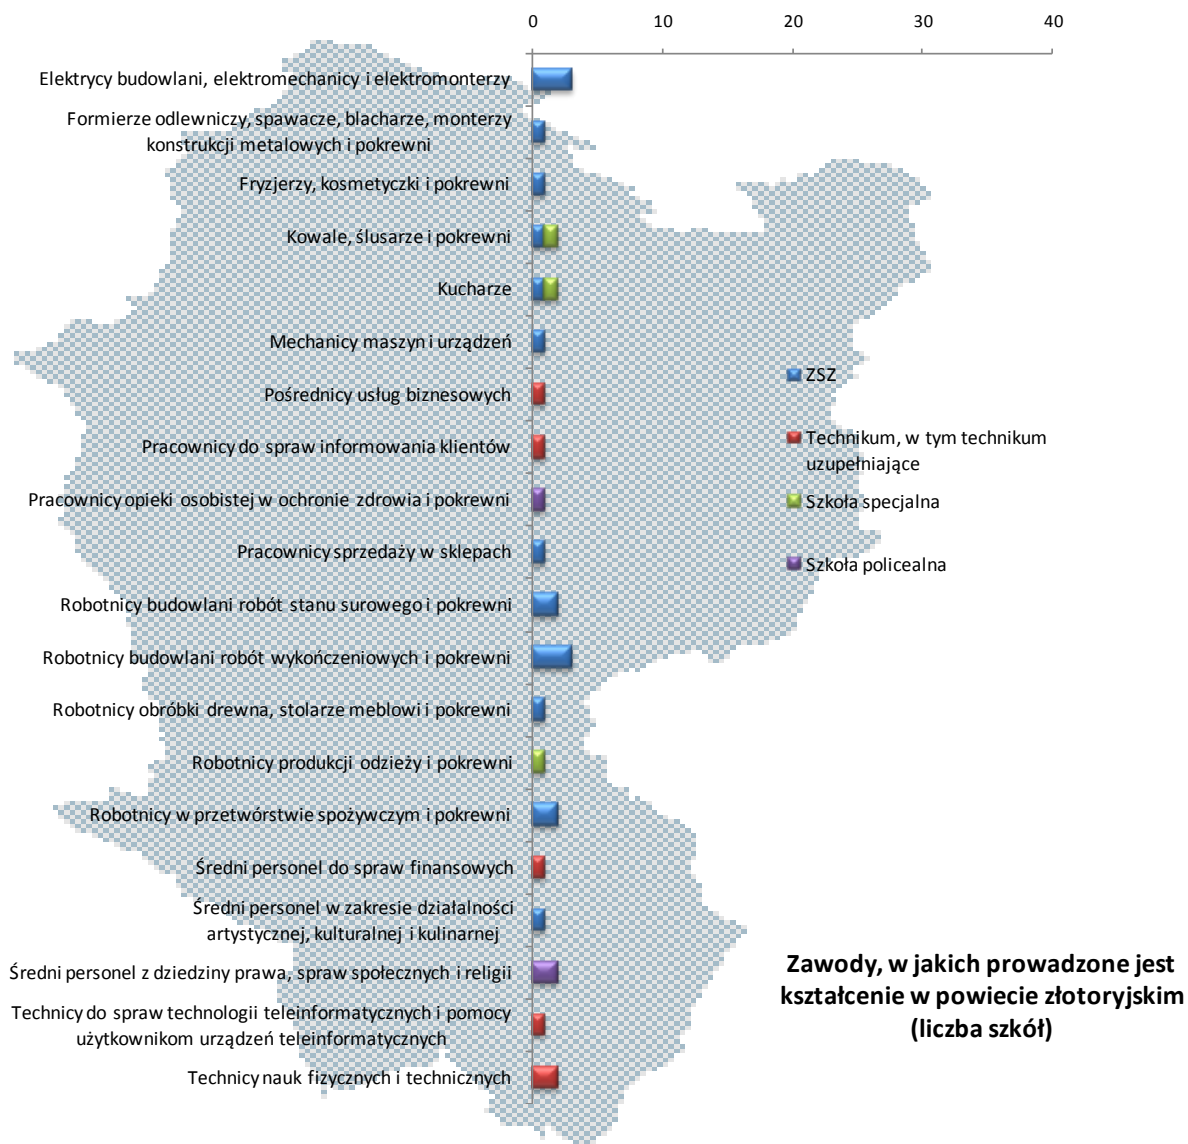 0 10 20 30 40
Elektrycy budowlani, elektromechanicy i elektromonterzy
Formierze odlewniczy, spawacze, blacharze, monterzy
konstrukcji metalowych i pokrewni
Fryzjerzy, kosmetyczki i pokrewni
Kowale, ślusarze i pokrewni
Kucharze
Mechanicy maszyn i urządzeń
Pośrednicy usług biznesowych
Pracownicy do spraw informowania klientów
Pracownicy opieki osobistej w ochronie zdrowia i pokrewni
Pracownicy sprzedaży w sklepach
Robotnicy budowlani robót stanu surowego i pokrewni
Robotnicy budowlani robót wykończeniowych i pokrewni
Robotnicy obróbki drewna, stolarze meblowi i pokrewni
Robotnicy produkcji odzieży i pokrewni
Robotnicy w przetwórstwie spożywczym i pokrewni
Średni personel do spraw finansowych
Średni personel w zakresie działalności
artystycznej, kulturalnej i kulinarnej
Średni personel z dziedziny prawa, spraw społecznych i religii
Technicy do spraw technologii teleinformatycznych i pomocy
użytkownikom urządzeń teleinformatycznych
Technicy nauk fizycznych i technicznych
ZSZ
Technikum, w tym technikum
uzupełniające
Szkoła specjalna
Szkoła policealna
Zawody, w jakich prowadzone jest
kształcenie w powiecie złotoryjskim
(liczba szkół)